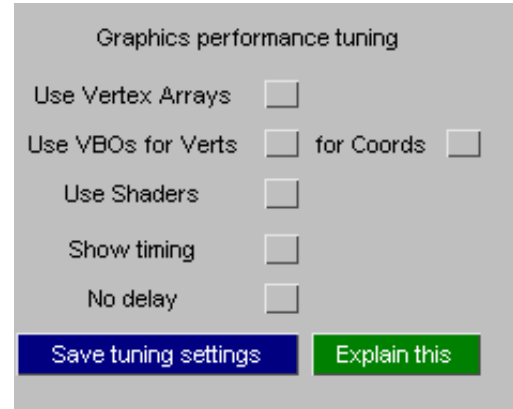 Graphics performance tuning
Use Vertex Arrays
Use VBOs for Verts for Coords
Use Shaders
Show timing
No delay
Save tuning settings Explain this